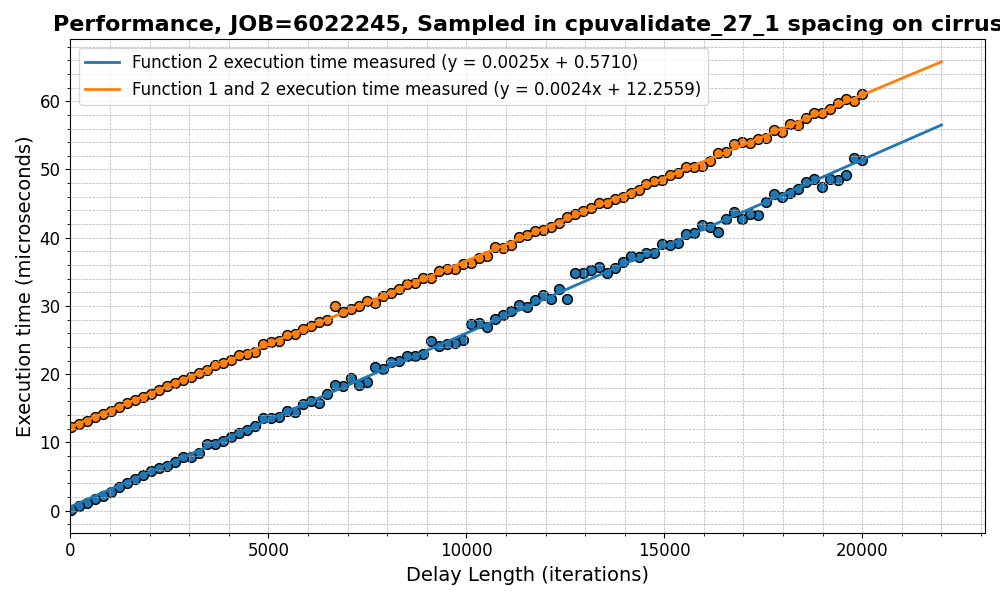 Performance, JOB=6022245, Sampled in cpuvalidate_27_1 spacing on cirrus
Function 2 execution time measured (y = 0.0025x + 0.5710)
Function 1 and 2 execution time measured (y = 0.0024x + 12.2559)
Execution time (microseconds)
60
50
40
30
20
10
0
0 5000 10000 15000 20000
Delay Length (iterations)